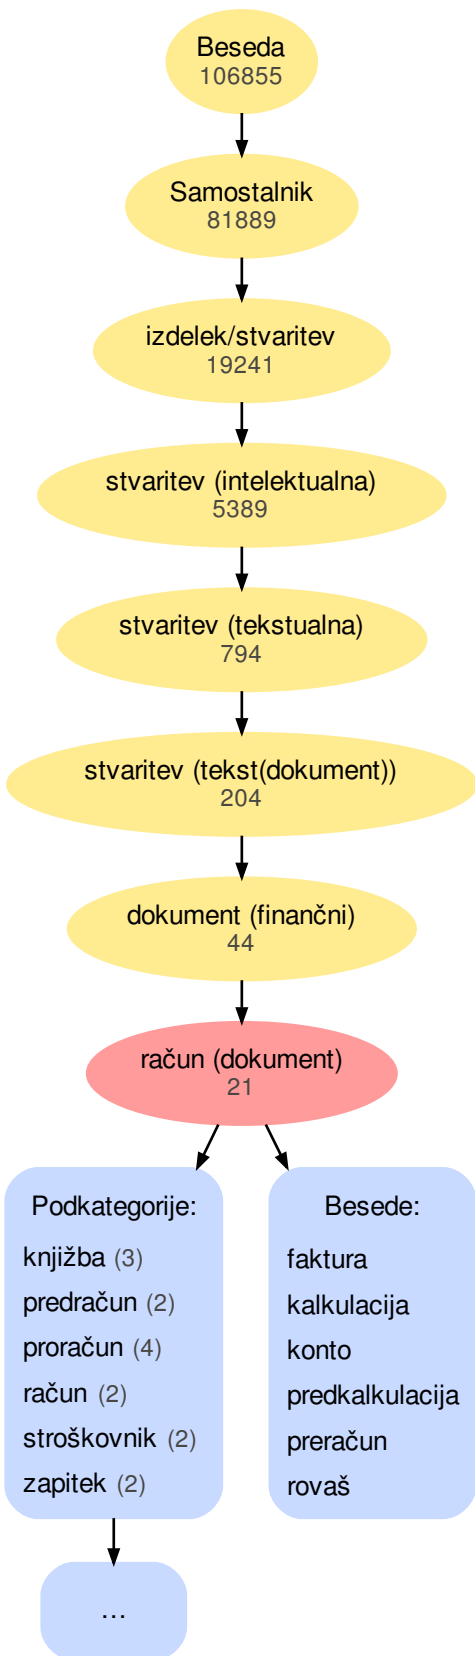 Beseda
106855
Samostalnik
81889
izdelek/stvaritev
19241
stvaritev (intelektualna)
5389
stvaritev (tekstualna)
794
stvaritev (tekst(dokument))
204
dokument (finančni)
44
račun (dokument)
21
Podkategorije:
knjižba (3)
predračun (2)
proračun (4)
račun (2)
stroškovnik (2)
zapitek (2)
Besede:
faktura
kalkulacija
konto
predkalkulacija
preračun
rovaš
...